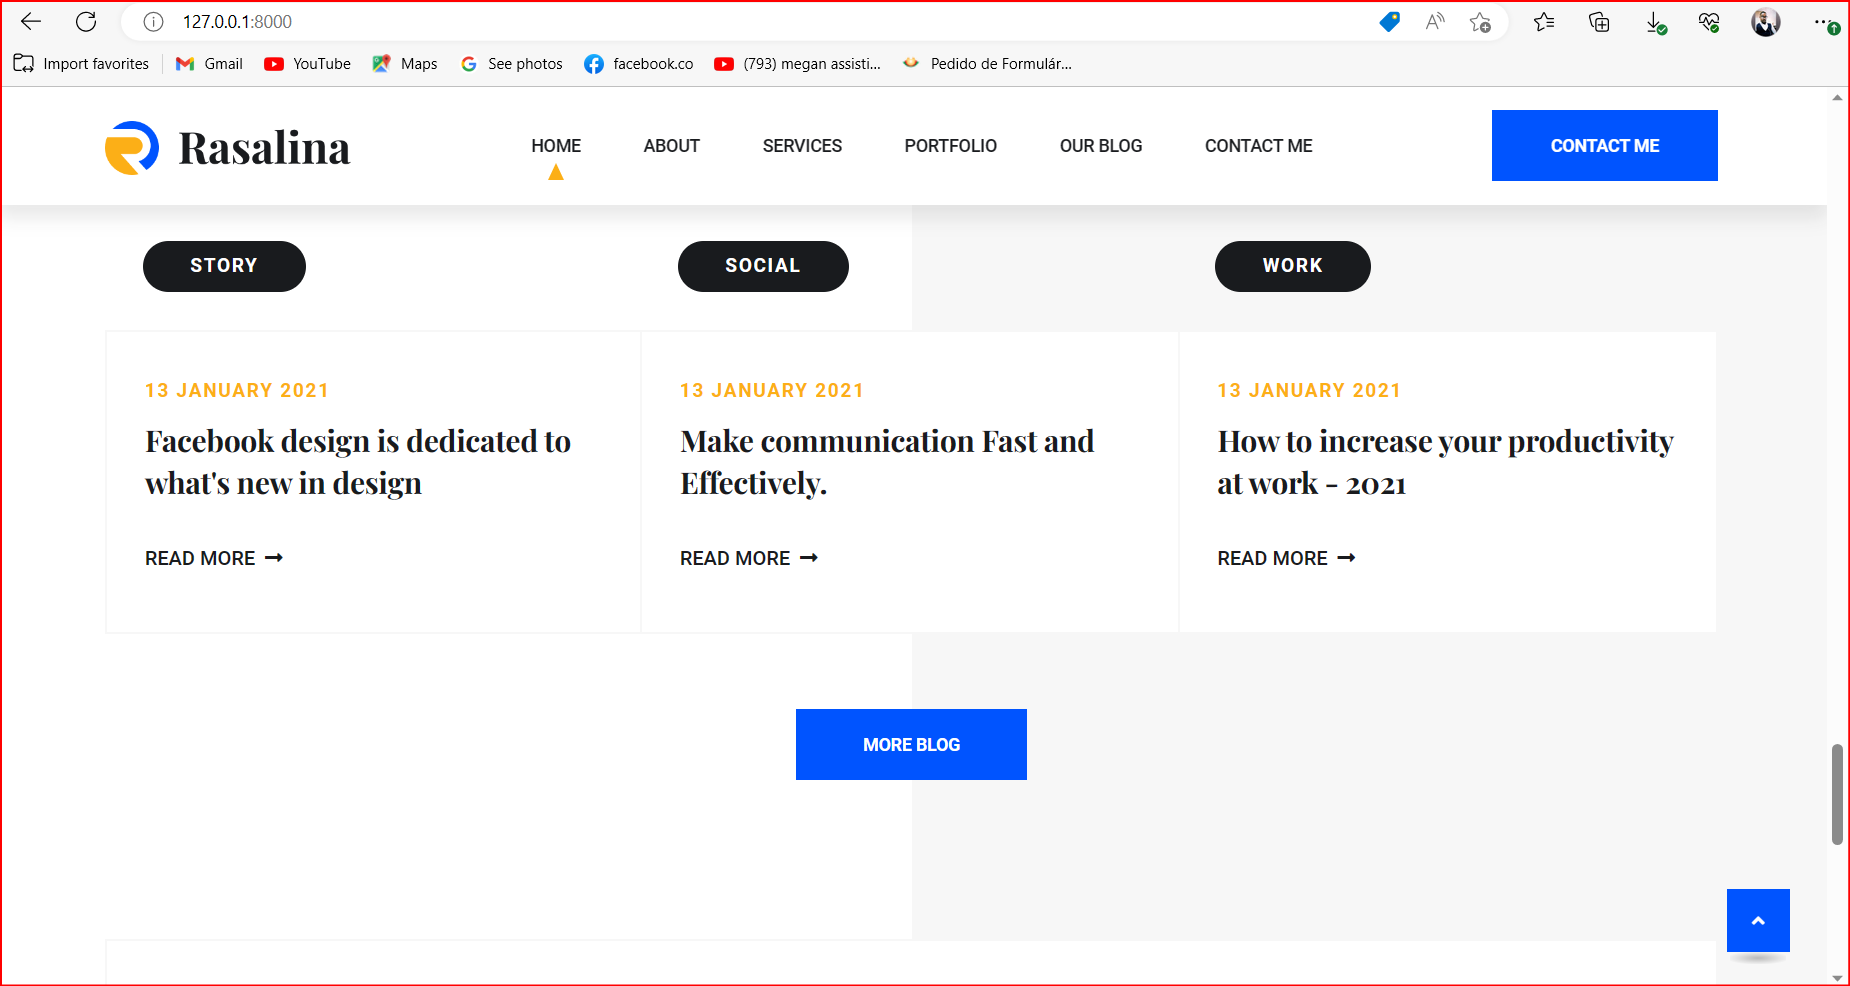 127.0.0.1:8000
Import favorites Gmail YouTube Maps See photos facebook.co (793) megan assisti... Pedido de Formulár...
Rasalina HOME ABOUT SERVICES PORTFOLIO OUR BLOG CONTACT ME CONTACT ME
STORY SOCIAL WORK
13 JANUARY 2021
Facebook design is dedicated to
what's new in design
READ MORE
13 JANUARY 2021
Make communication Fast and
Effectively.
READ MORE
13 JANUARY 2021
How to increase your productivity
at work - 2021
READ MORE
MORE BLOG